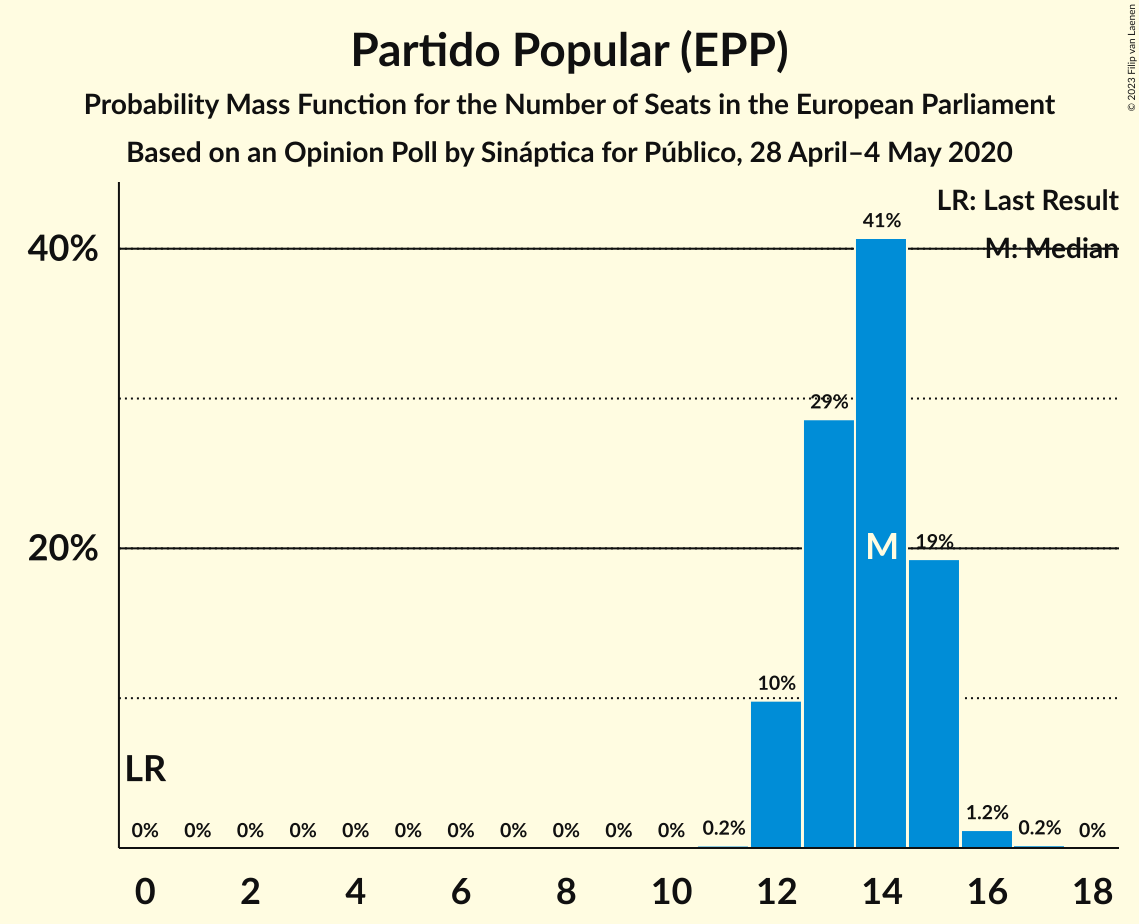 Partido Popular (EPP)
Probability Mass Function for the Number of Seats in the European Parliament
Based on an Opinion Poll by Sináptica for Público, 28 April–4 May 2020
© 2023 Filip van Laenen
LR: Last Result
M: Median
40%
20%
41%
29%
M
19%
10%
LR
0% 0% 0% 0% 0% 0% 0% 0% 0% 0% 0% 0.2% 1.2% 0.2% 0%
0 2 4 6 8 10 12 14 16 18